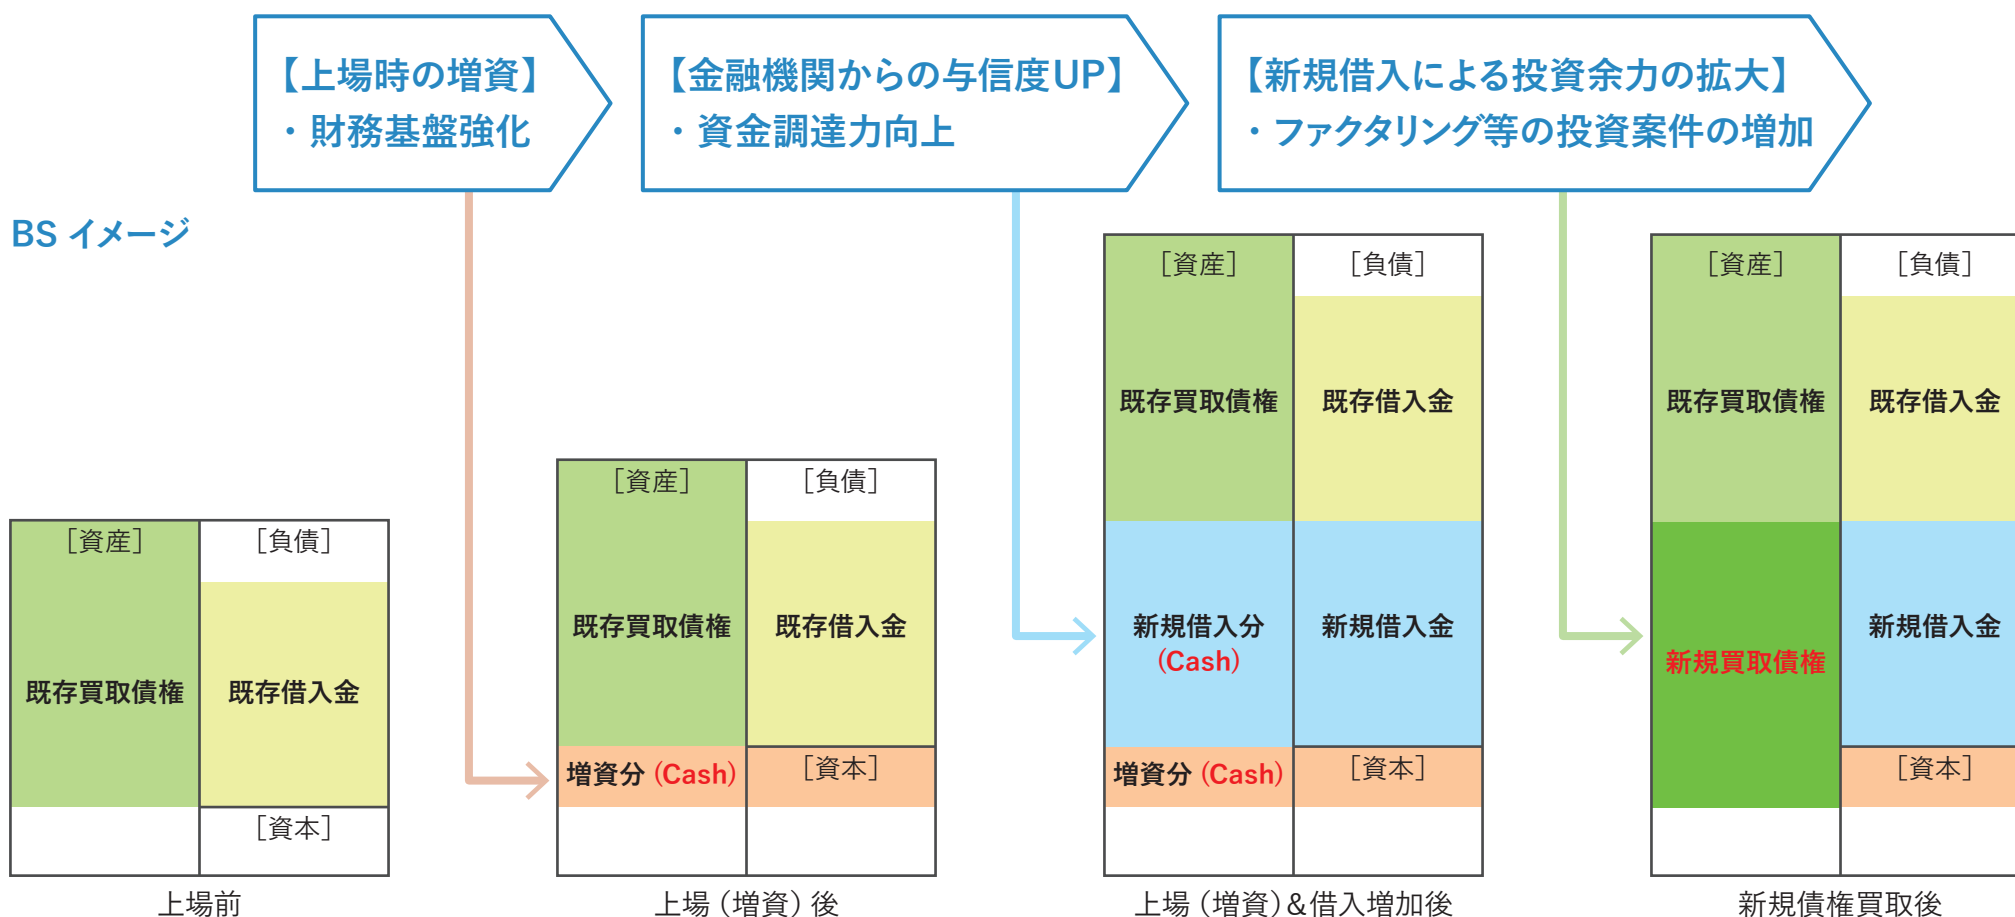 【上場時の増資】
・財務基盤強化
【金融機関からの与信度UP】
・資金調達力向上
【新規借入による投資余力の拡大】
・ファクタリング等の投資案件の増加
BS イメージ
［資産］
［負債］
既存買取債権
既存借入金
［資本］
上場前
［資産］
［負債］
既存買取債権
既存借入金
増資分 (Cash)
［資本］
上場（増資）後
［資産］
［負債］
既存買取債権
既存借入金
新規借入分
(Cash)
新規借入金
増資分 (Cash)
［資本］
上場（増資）&借入増加後
［資産］
［負債］
既存買取債権
既存借入金
新規買取債権
新規借入金
［資本］
新規債権買取後